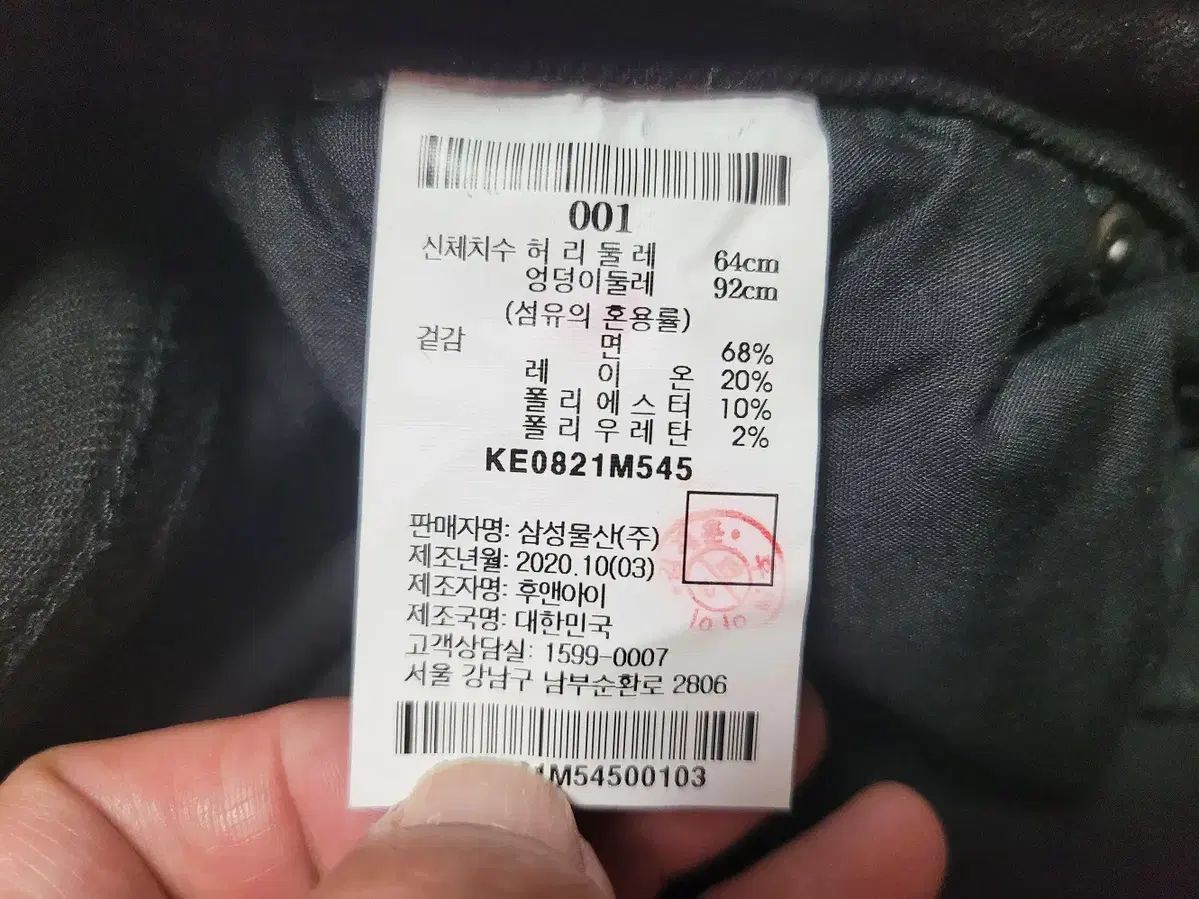 001
신체치수 허 리 둘 레 64cm
엉덩이둘레 92cm
(섬유의 혼용률)
겉감 면 68%
레 이 온 20%
폴 리 에 스 터 10%
폴 리 우 레 탄 2%
KE0821M545
판매자명: 삼성물산(주)
제조년월: 2020.10(03)
제조자명: 후앤아이
제조국명: 대한민국
고객상담실: 1599-0007
서울 강남구 남부순환로 2806
1M54500103